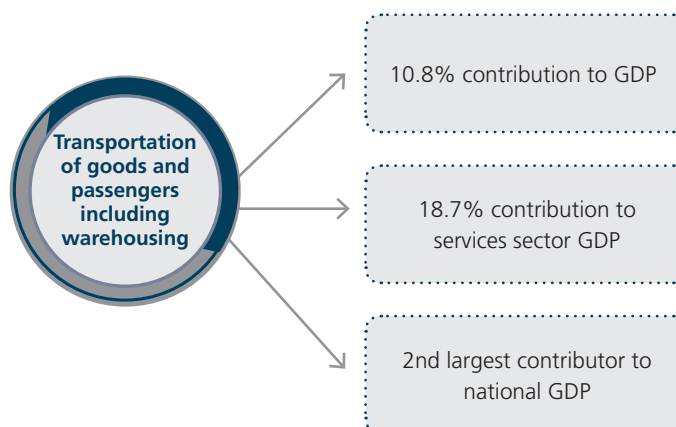 Transportation
of goods and
passengers
including
warehousing
10.8% contribution to GDP
18.7% contribution to
services sector GDP
2nd largest contributor to
national GDP